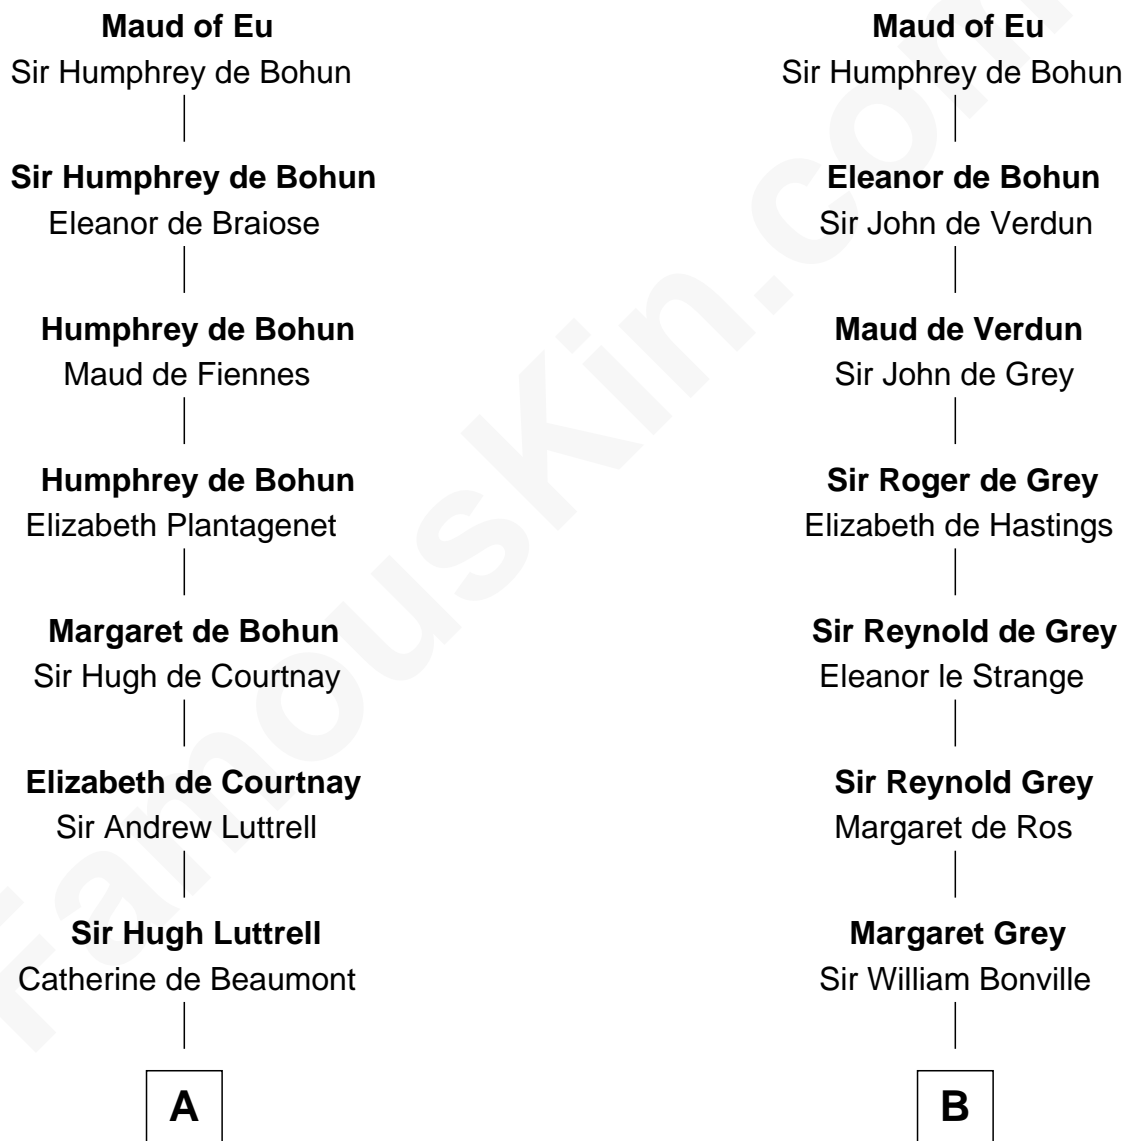 Maud of Eu
Sir Humphrey de Bohun
Sir Humphrey de Bohun
Eleanor de Braiose
Humphrey de Bohun
Maud de Fiennes
Humphrey de Bohun
Elizabeth Plantagenet
Margaret de Bohun
Sir Hugh de Courtnay
Elizabeth de Courtnay
Sir Andrew Luttrell
Sir Hugh Luttrell
Catherine de Beaumont
A
Maud of Eu
Sir Humphrey de Bohun
Eleanor de Bohun
Sir John de Verdun
Maud de Verdun
Sir John de Grey
Sir Roger de Grey
Elizabeth de Hastings
Sir Reynold de Grey
Eleanor le Strange
Sir Reynold Grey
Margaret de Ros
Margaret Grey
Sir William Bonville
B
FamousKin.com